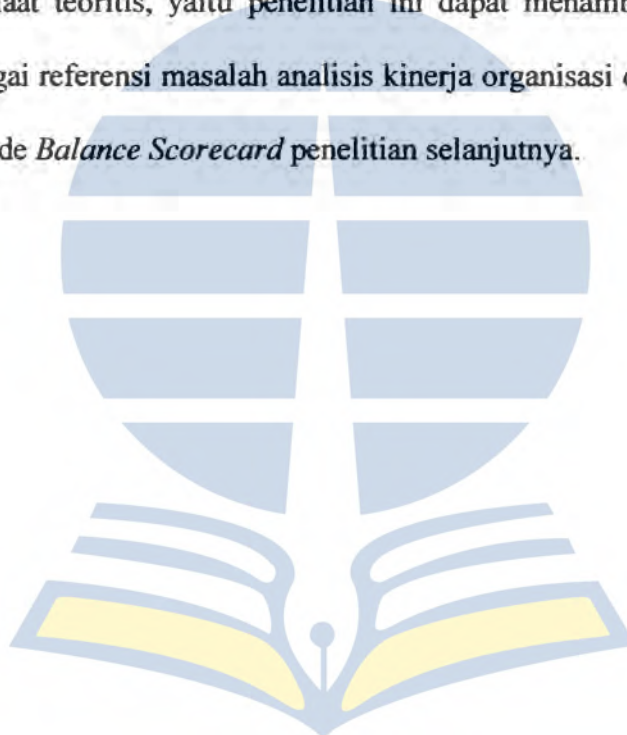 teoritis, yaitu penelitian ini dapat
referensi masalah analisis kinerja organisasi
Balance Scorecard penelitian selanjutnya.